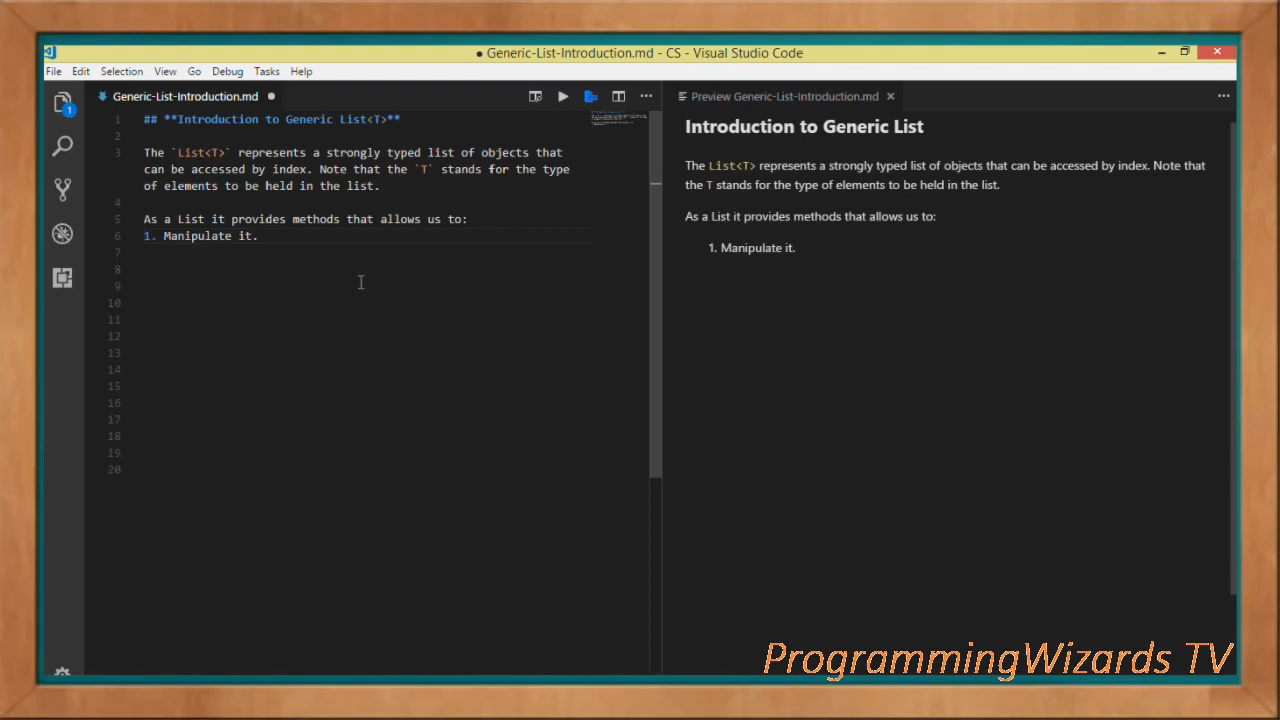 ● Generic-List-Introduction.md - CS - Visual Studio Code
File Edit Selection View Go Debug Tasks Help
1
Generic-List-Introduction.md ●
Preview Generic-List-Introduction.md
1 ## **Introduction to Generic List<T>**
2
3 The `List<T>` represents a strongly typed list of objects that
can be accessed by index. Note that the `T` stands for the type
of elements to be held in the list.
4
5 As a List it provides methods that allows us to:
6 1. Manipulate it.
7
8
9
10
11
12
13
14
15
16
17
18
19
20
Introduction to Generic List
The List<T> represents a strongly typed list of objects that can be accessed by index. Note that
the T stands for the type of elements to be held in the list.
As a List it provides methods that allows us to:
1. Manipulate it.
ProgrammingWizards TV